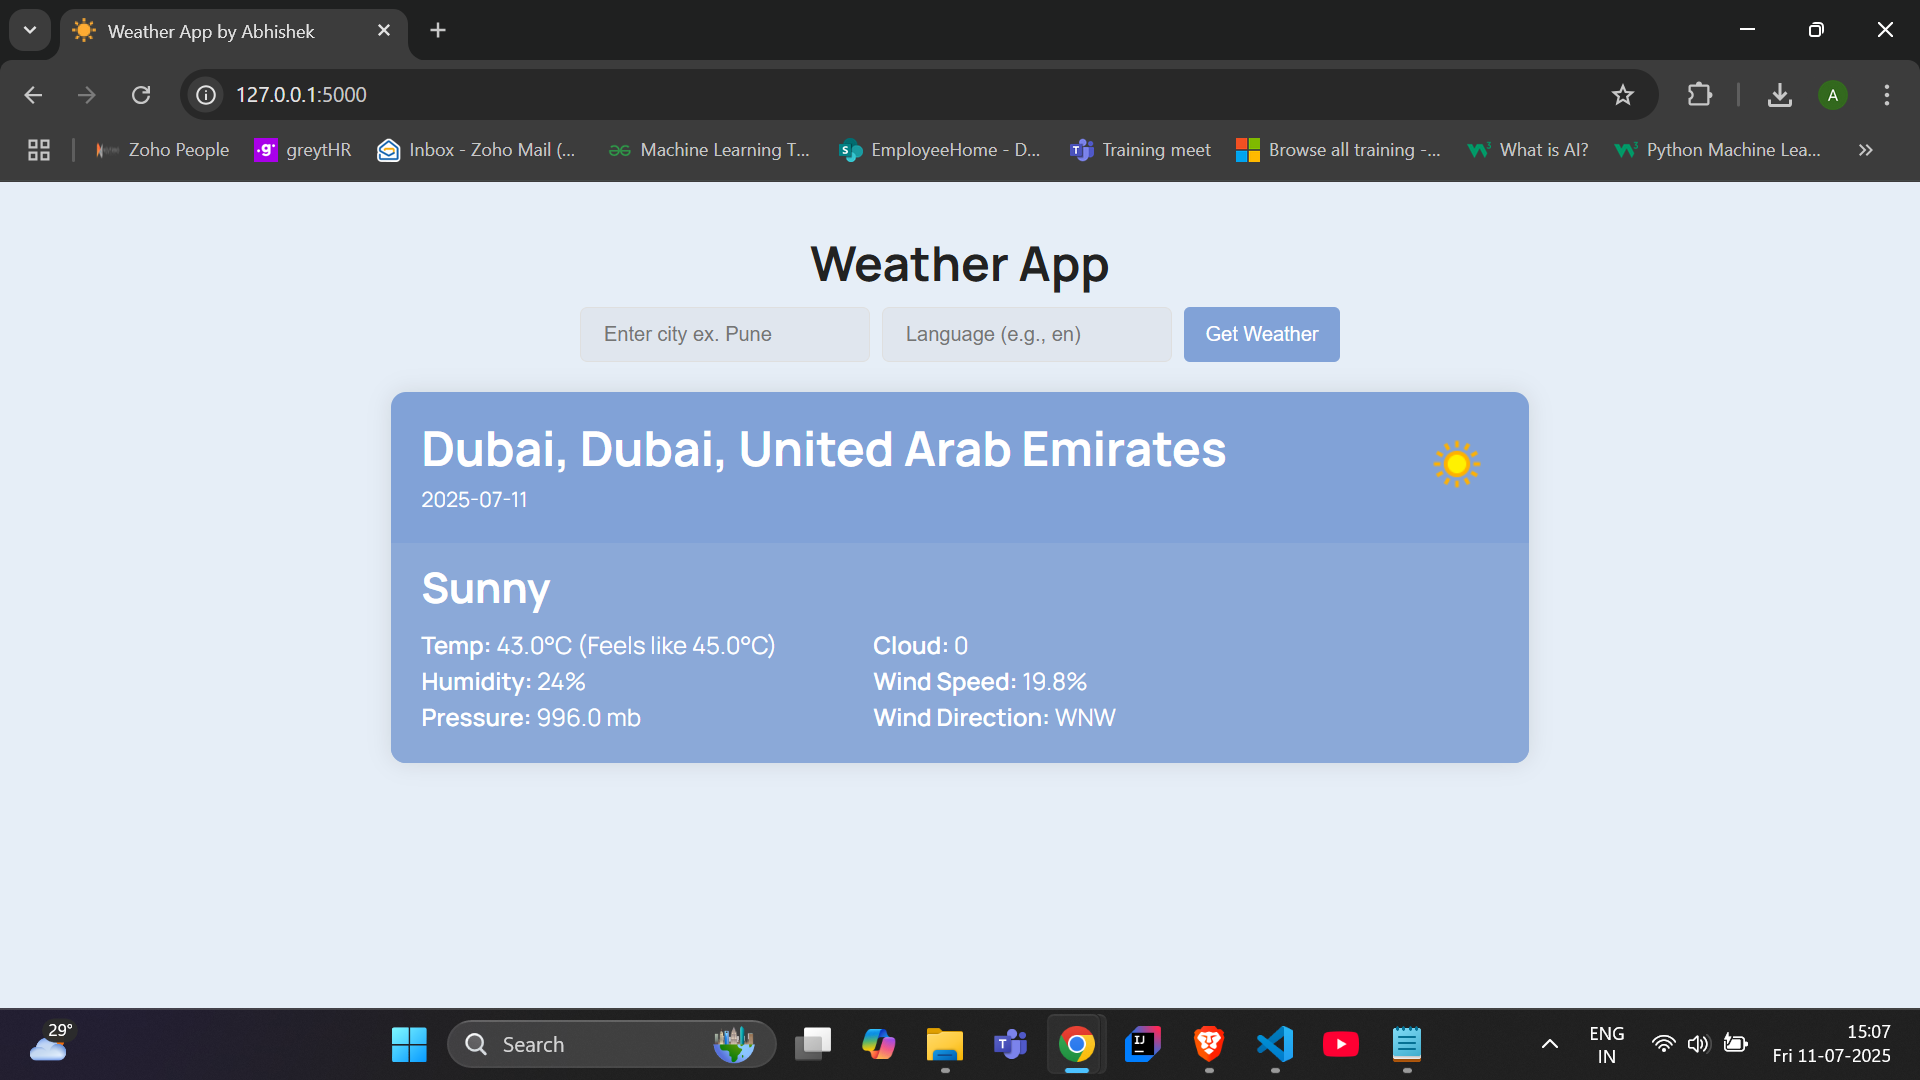 Weather App by Abhishek
127.0.0.1:5000
A
Zoho People
.g' greytHR
Inbox - Zoho Mail (...
Machine Learning T...
S EmployeeHome - D...
T Training meet
Browse all training -...
What is AI?
Python Machine Lea...
Weather App
Enter city ex. Pune
Language (e.g., en)
Get Weather
Dubai, Dubai, United Arab Emirates
2025-07-11
Sunny
Temp: 43.0°C (Feels like 45.0°C)
Cloud: 0
Humidity: 24%
Wind Speed: 19.8%
Pressure: 996.0 mb
Wind Direction: WNW
29°
Search
T
IJ
ENG
IN
15:07
Fri 11-07-2025